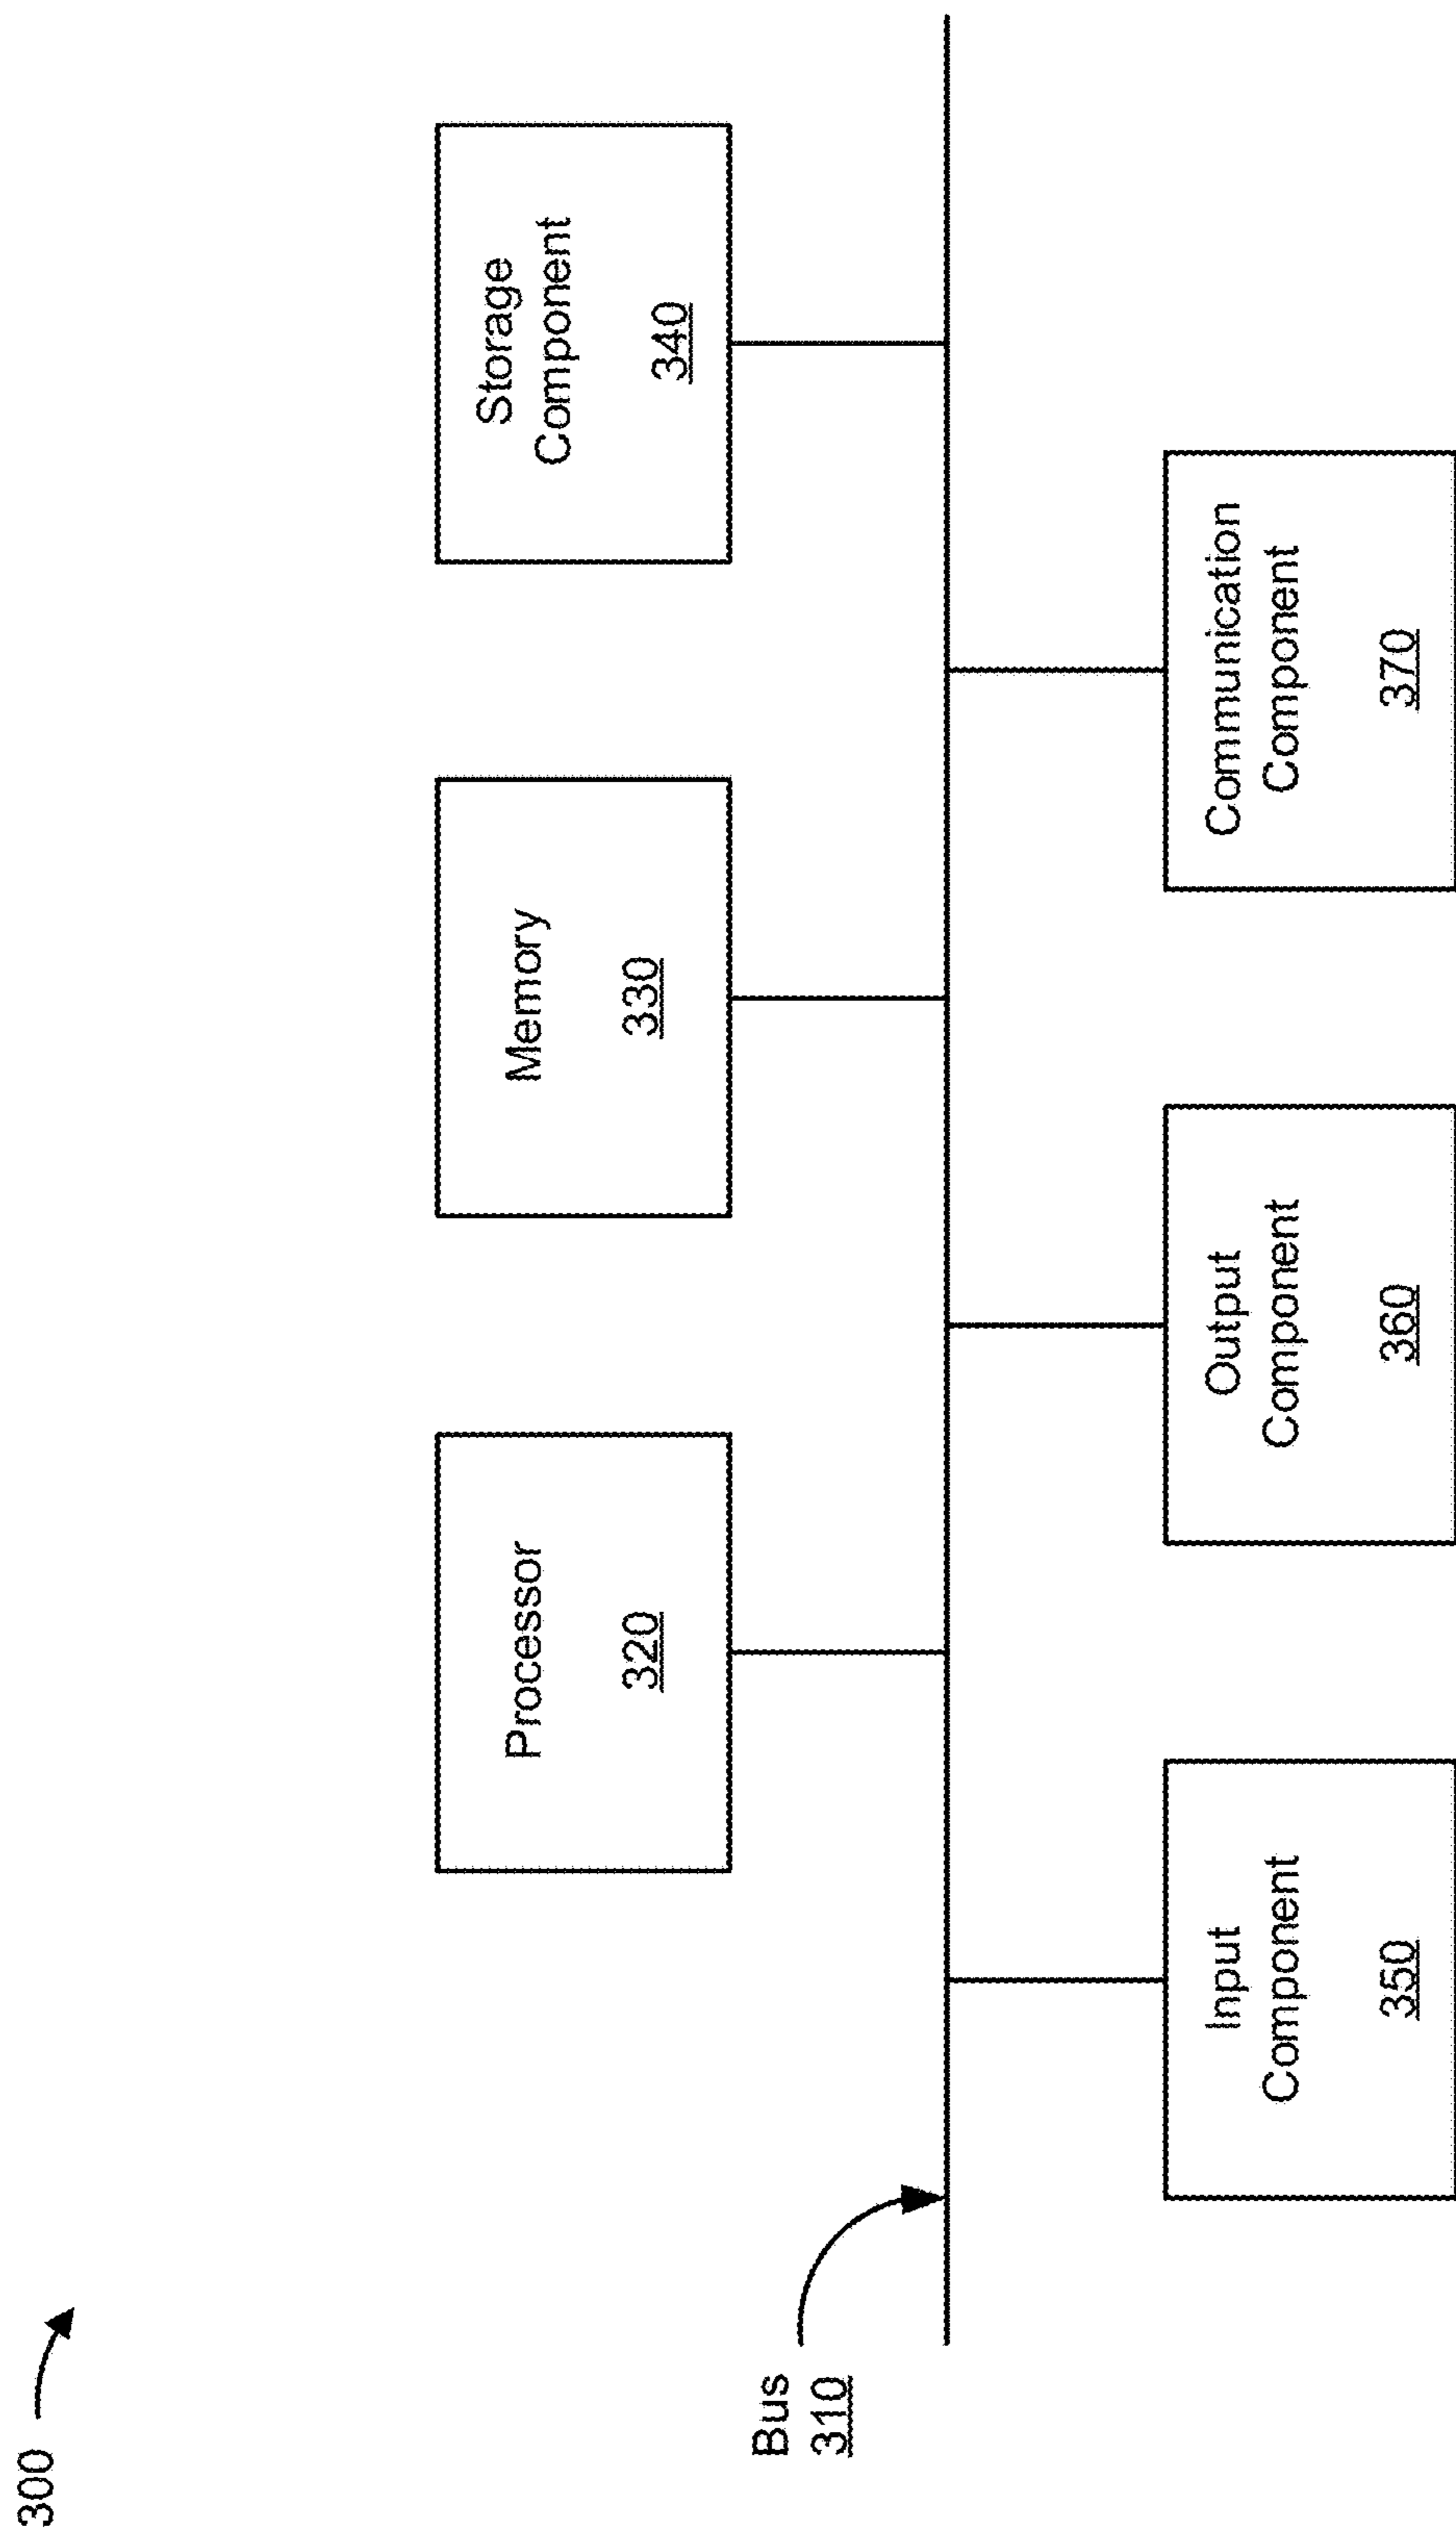 300
Processor
320
Memory
330
Storage
Component
340
Bus
310
Input
Component
350
Output
Component
360
Communication
Component
370